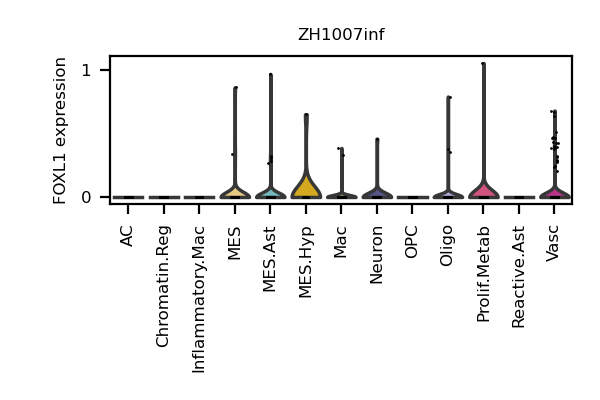 ZH1007inf
FOXL1 expression
1
0
AC
Chromatin.Reg
Inflammatory.Mac
MES
MES.Ast
MES.Hyp
Mac
Neuron
OPC
Oligo
Prolif.Metab
Reactive.Ast
Vasc